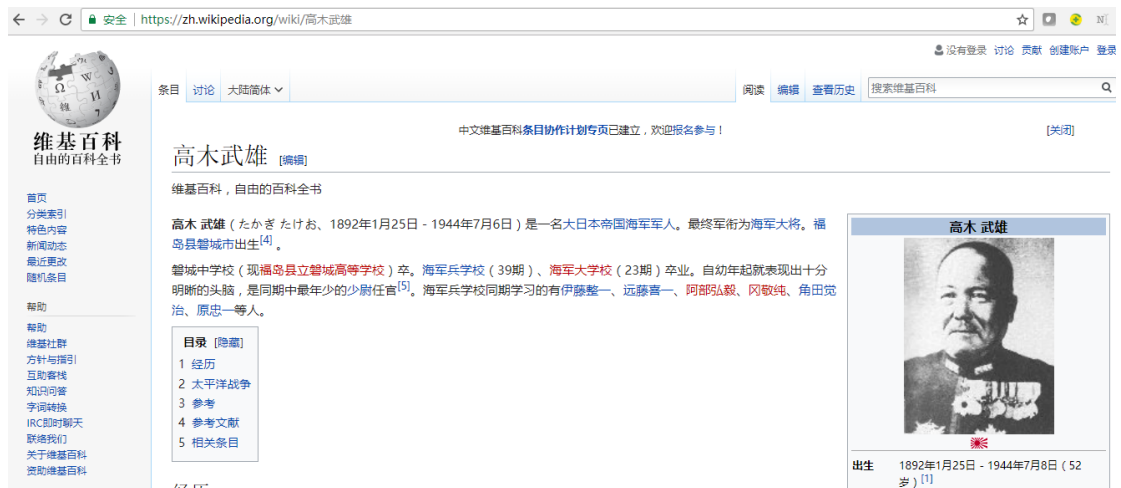 安全 | https://zh.wikipedia.org/wiki/高木武雄
没有登录 讨论 贡献 创建账户 登录
条目 讨论 大陆简体 阅读 编辑 查看历史 搜索维基百科
维基百科
自由的百科全书
中文维基百科条目协作计划专页已建立，欢迎报名参与！ [关闭]
高木武雄 [编辑]
维基百科，自由的百科全书
首页
分类索引
特色内容
新闻动态
最近更改
随机条目
帮助
帮助
维基社群
方针与指引
互助客栈
知识问答
字词转换
IRC即时聊天
联络我们
关于维基百科
资助维基百科
高木 武雄（たかぎ たけお、1892年1月25日 - 1944年7月6日）是一名大日本帝国海军军人。最终军衔为海军大将。福
岛县磐城市出生[4] 。
磐城中学校（现福岛县立磐城高等学校）卒。海军兵学校（39期）、海军大学校（23期）卒业。自幼年起就表现出十分
明晰的头脑，是同期中最年少的少尉任官[5]。海军兵学校同期学习的有伊藤整一、远藤喜一、阿部弘毅、冈敬纯、角田觉
治、原忠一等人。
目录 [隐藏]
1 经历
2 太平洋战争
3 参考
4 参考文献
5 相关条目
经历
高木 武雄
出生 1892年1月25日 - 1944年7月8日（52
岁）[1]